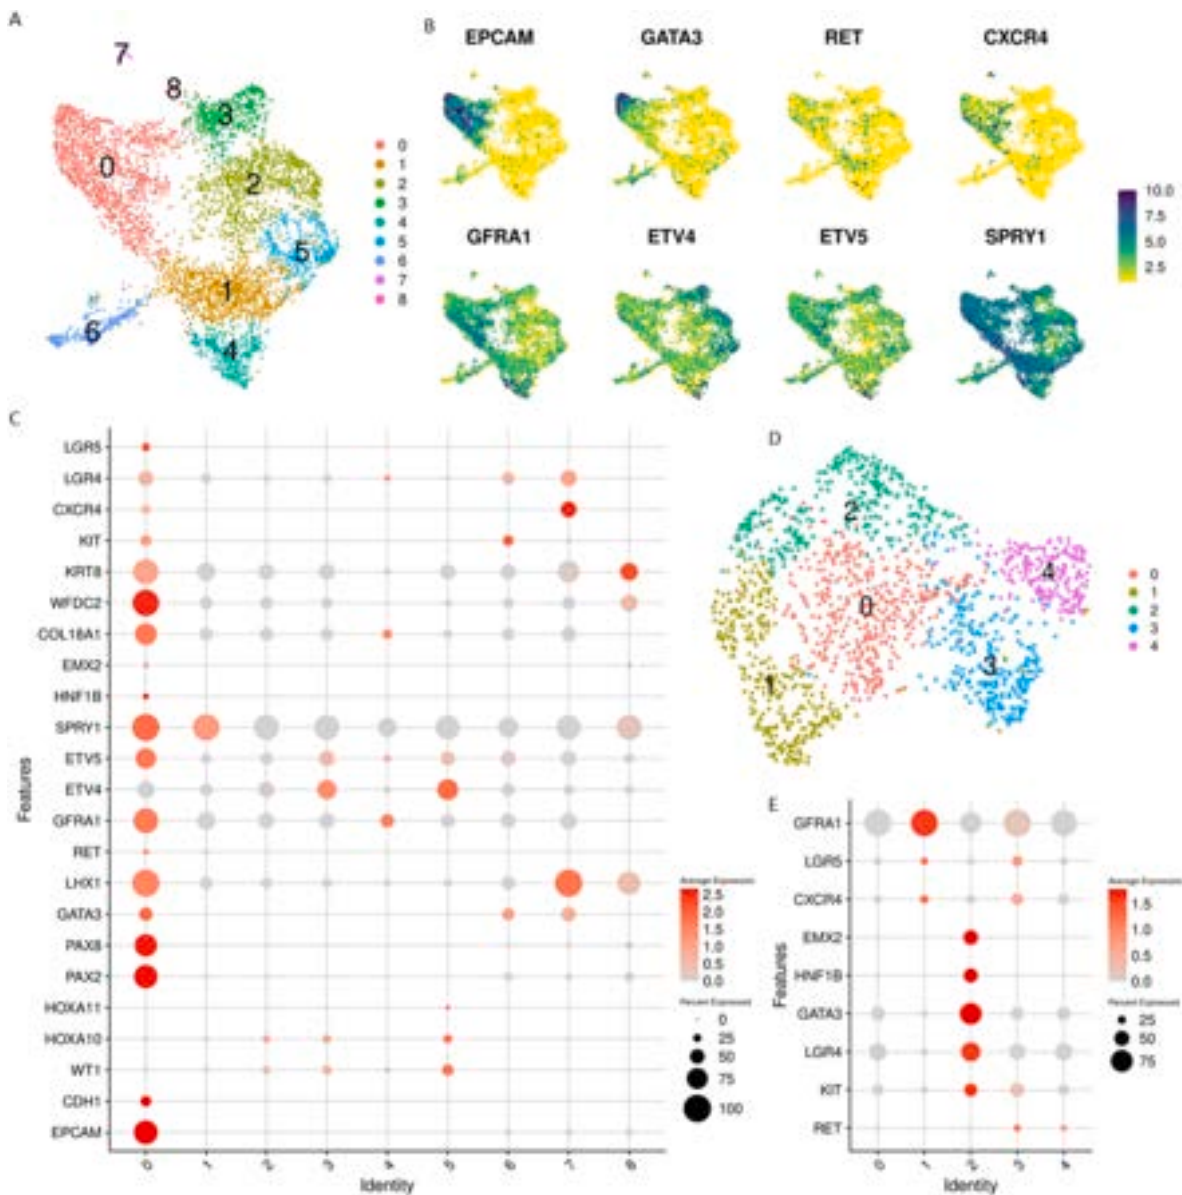 A
7
8
3
0
2
5
1
6
4
0
1
2
3
4
5
6
7
8
B
EPCAM GATA3 RET CXCR4
GFRA1 ETV4 ETV5 SPRY1
10.0
7.5
5.0
2.5
C
LGR5
LGR4
CXCR4
KIT
KRT8
WFDC2
COL18A1
EMX2
HNF1B
SPRY1
ETV5
ETV4
GFRA1
RET
LHX1
GATA3
PAX8
PAX2
HOXA11
HOXA10
WT1
CDH1
EPCAM
Features
0 1 2 3 4 5 6 7 8
Identity
Average Expression
2.5
2.0
1.5
1.0
0.5
0.0
Percent Expressed
0
25
50
75
100
D
2
4
0
3
1
0
1
2
3
4
E
GFRA1
LGR5
CXCR4
EMX2
HNF1B
GATA3
LGR4
KIT
RET
Features
0 1 2 3 4
Identity
Average Expression
1.5
1.0
0.5
0.0
Percent Expressed
25
50
75